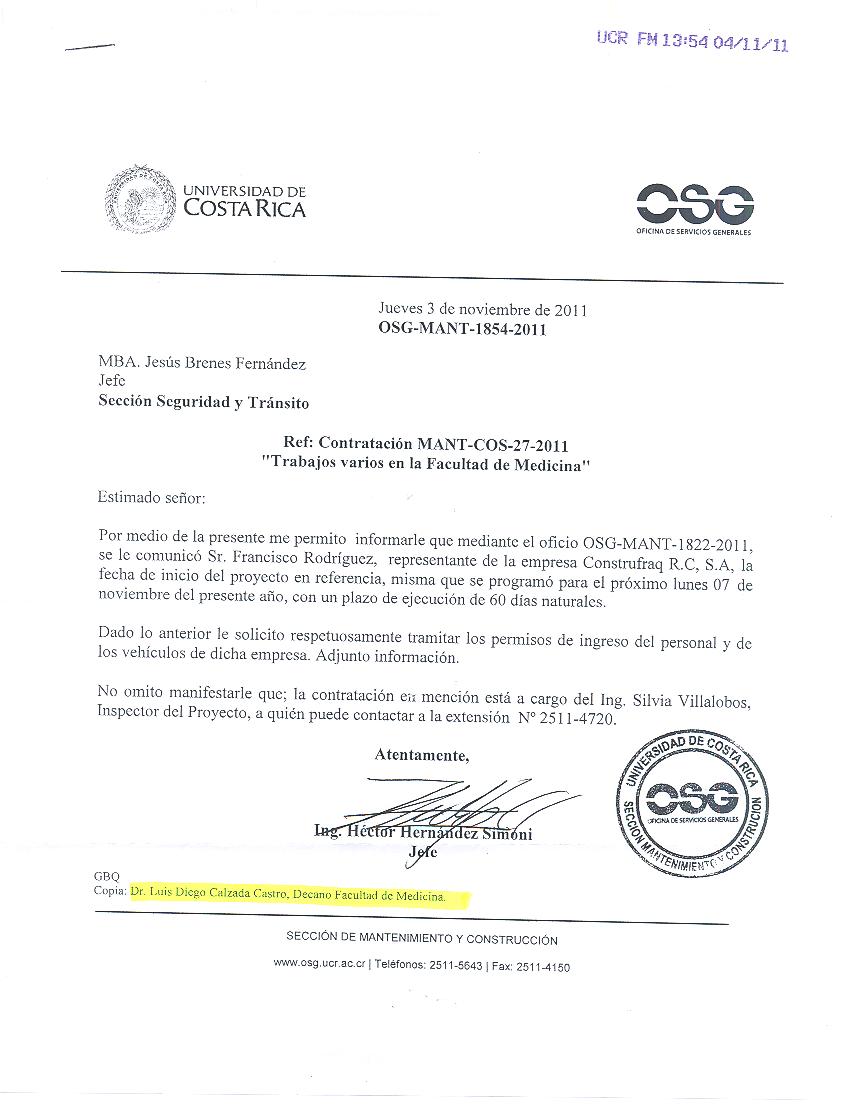 UCR FM 13:54 04/11/11
UNIVERSIDAD DE
COSTA RICA
OSG
OFICINA DE SERVICIOS GENERALES
Jueves 3 de noviembre de 2011
OSG-MANT-1854-2011
MBA. Jesús Brenes Fernández
Jefe
Sección Seguridad y Tránsito
Ref: Contratación MANT-COS-27-2011
"Trabajos varios en la Facultad de Medicina"
Estimado señor:
Por medio de la presente me permito informarle que mediante el oficio OSG-MANT-1822-2011,
se le comunicó Sr. Francisco Rodríguez, representante de la empresa Construfraq R.C, S.A, la
fecha de inicio del proyecto en referencia, misma que se programó para el próximo lunes 07 de
noviembre del presente año, con un plazo de ejecución de 60 días naturales.
Dado lo anterior le solicito respetuosamente tramitar los permisos de ingreso del personal y de
los vehículos de dicha empresa. Adjunto información.
No omito manifestarle que; la contratación en mención está a cargo del Ing. Silvia Villalobos,
Inspector del Proyecto, a quién puede contactar a la extensión N° 2511-4720.
Atentamente,
Ing. Héctor Hernández Simoni
Jefe
UNIVERSIDAD DE COSTA RICA
OSG
OFICINA DE SERVICIOS GENERALES
SECCIÓN MANTENIMIENTO Y CONSTRUCION
GBQ
Copia: Dr. Luis Diego Calzada Castro, Decano Facultad de Medicina.
SECCIÓN DE MANTENIMIENTO Y CONSTRUCCIÓN
www.osg.ucr.ac.cr | Teléfonos: 2511-5643 | Fax: 2511-4150